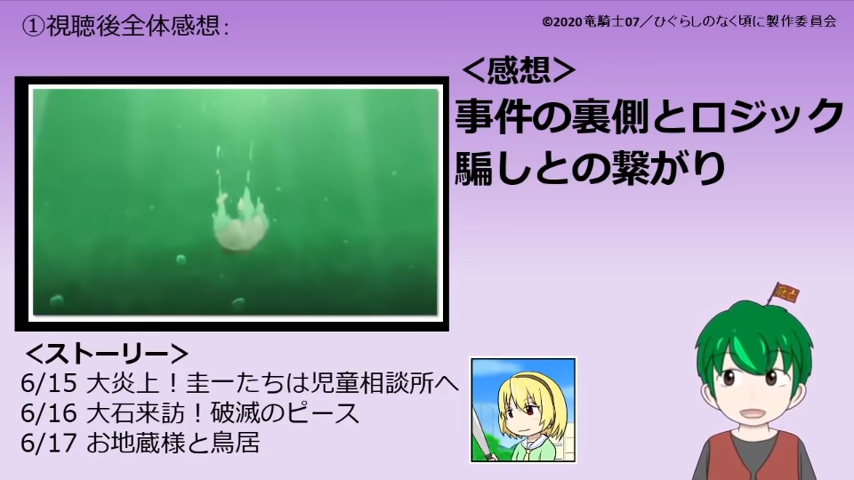 ①視聴後全体感想:
©2020竜騎士07／ひぐらしのなく頃に製作委員会
＜感想＞
事件の裏側とロジック
騙しとの繋がり
＜ストーリー＞
6/15 大炎上！圭一たちは児童相談所へ
6/16 大石来訪！破滅のピース
6/17 お地蔵様と鳥居
死亡